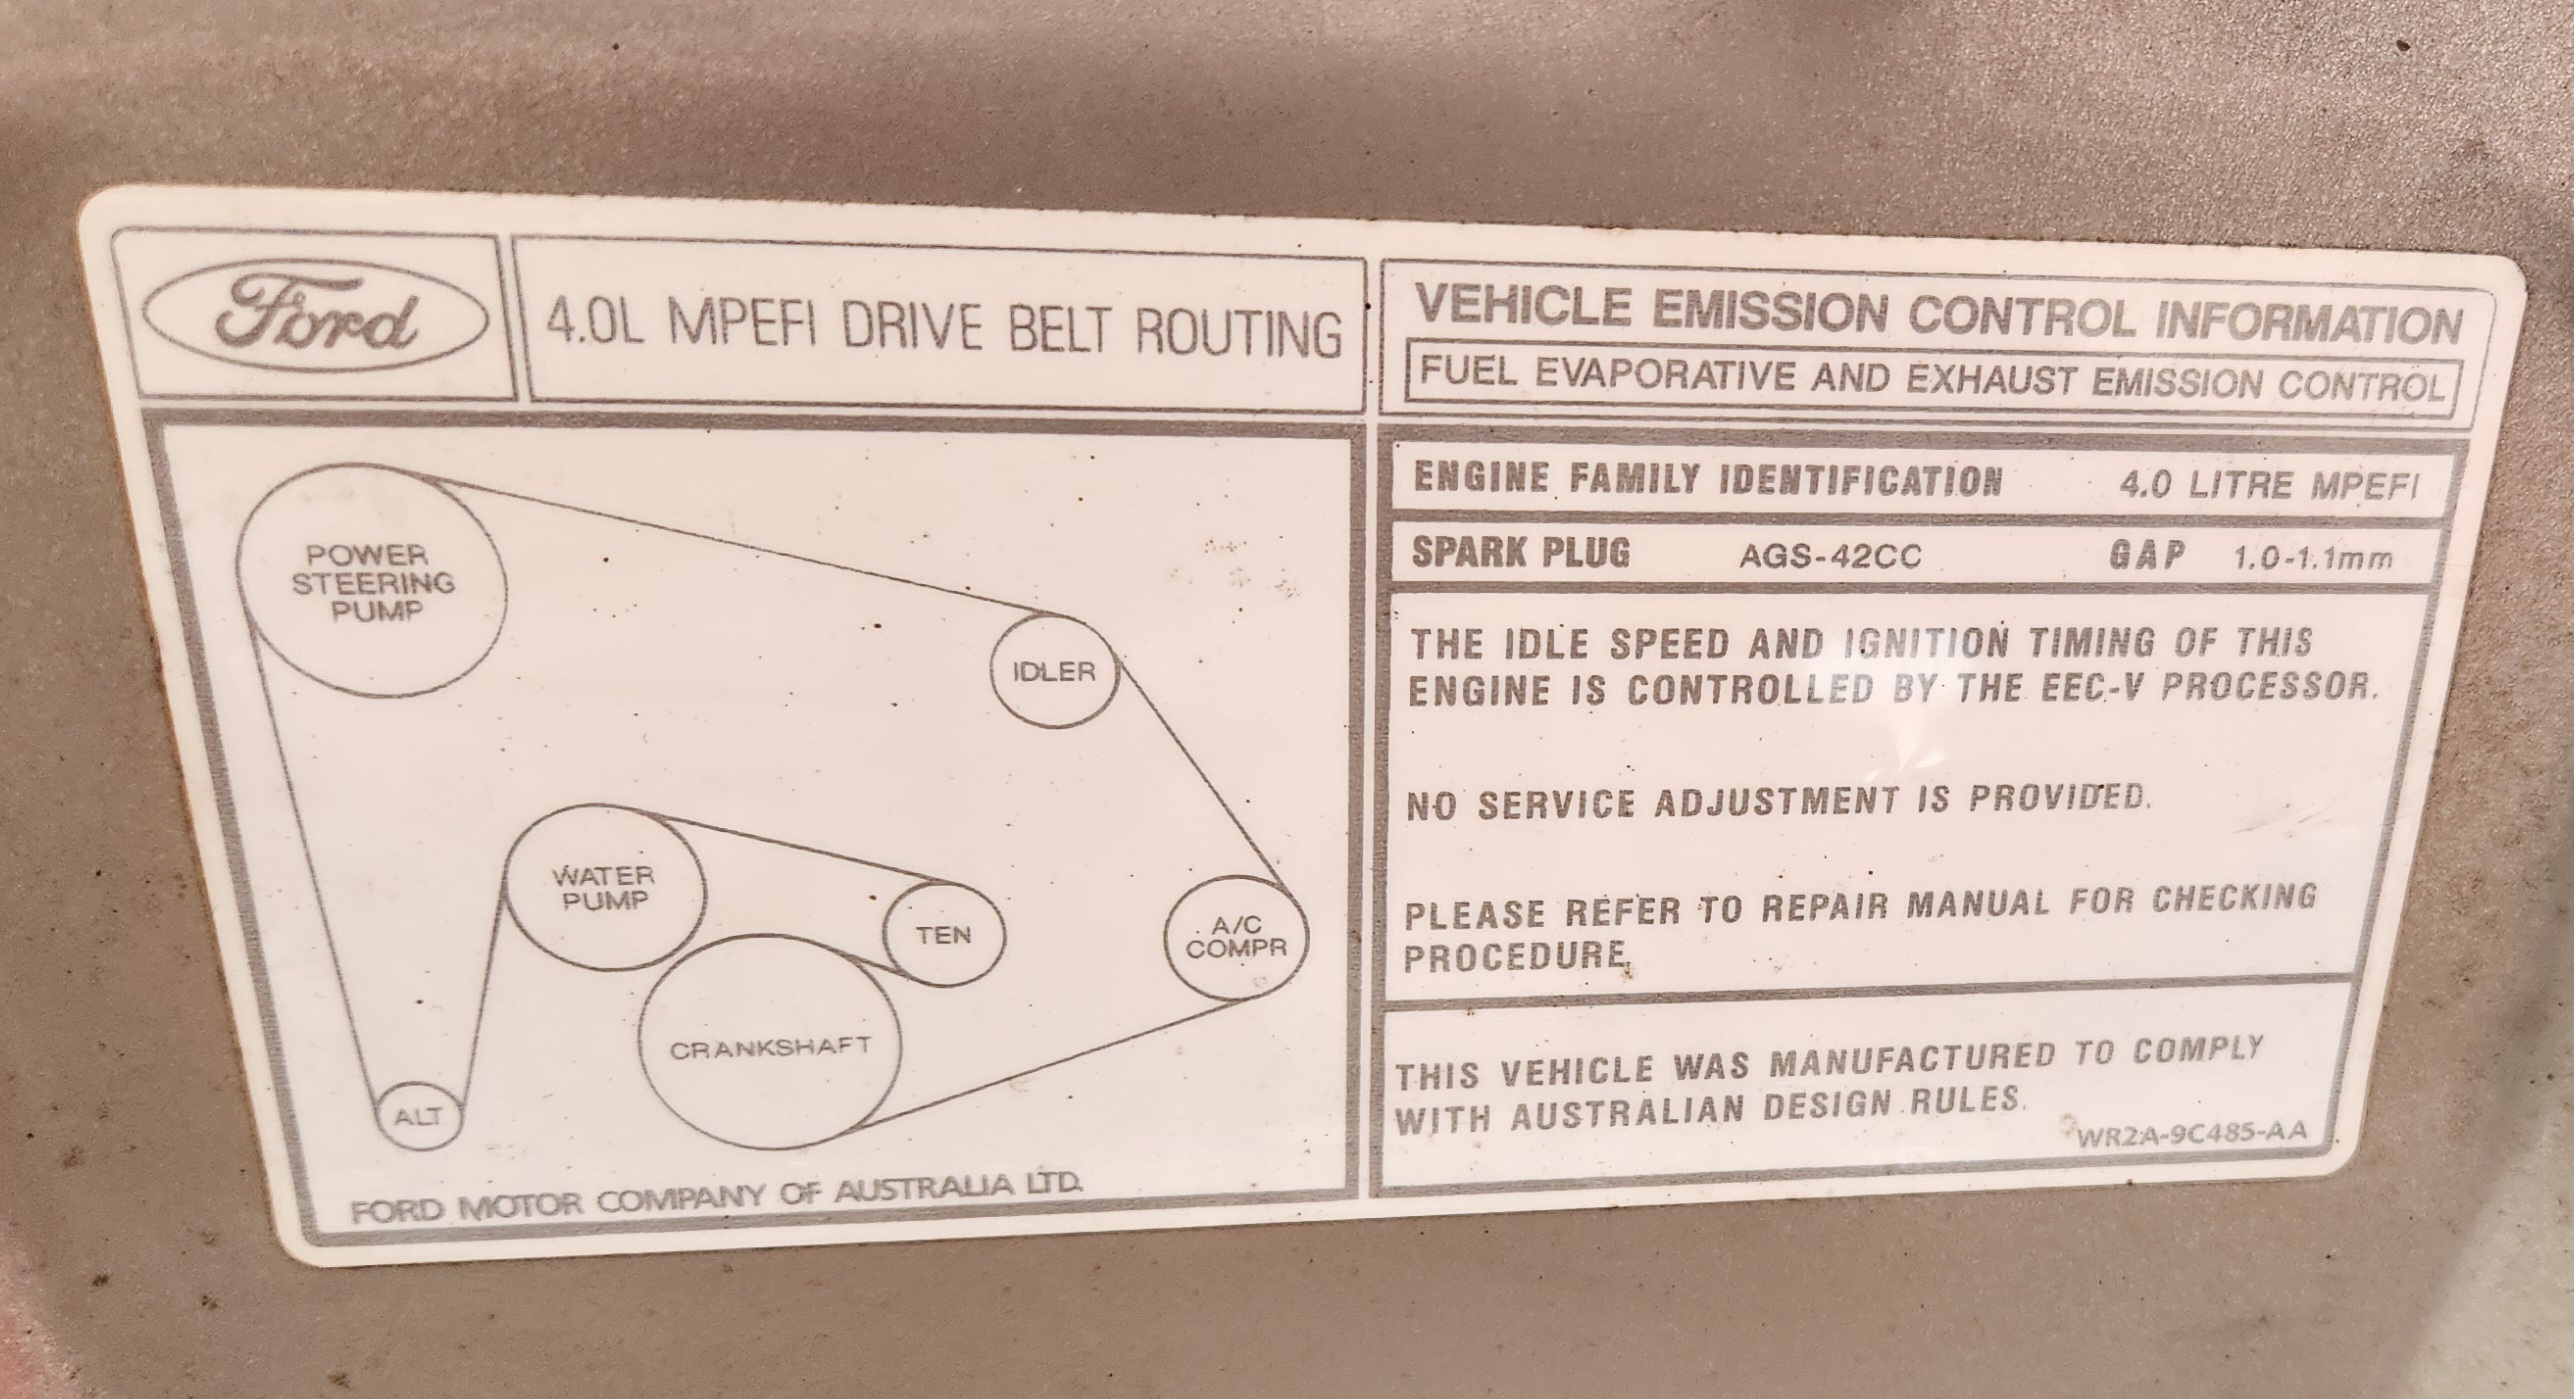 Ford
4.0L MPEFI DRIVE BELT ROUTING
POWER
STEERING
PUMP
IDLER
WATER
PUMP
TEN
A/C
COMPR
CRANKSHAFT
ALT
FORD MOTOR COMPANY OF AUSTRALIA LTD.
VEHICLE EMISSION CONTROL INFORMATION
FUEL EVAPORATIVE AND EXHAUST EMISSION CONTROL
ENGINE FAMILY IDENTIFICATION 4.0 LITRE MPEFI
SPARK PLUG AGS-42CC GAP 1.0-1.1mm
THE IDLE SPEED AND IGNITION TIMING OF THIS
ENGINE IS CONTROLLED BY THE EEC-V PROCESSOR.
NO SERVICE ADJUSTMENT IS PROVIDED.
PLEASE REFER TO REPAIR MANUAL FOR CHECKING
PROCEDURE.
THIS VEHICLE WAS MANUFACTURED TO COMPLY
WITH AUSTRALIAN DESIGN RULES.
WR2A-9C485-AA